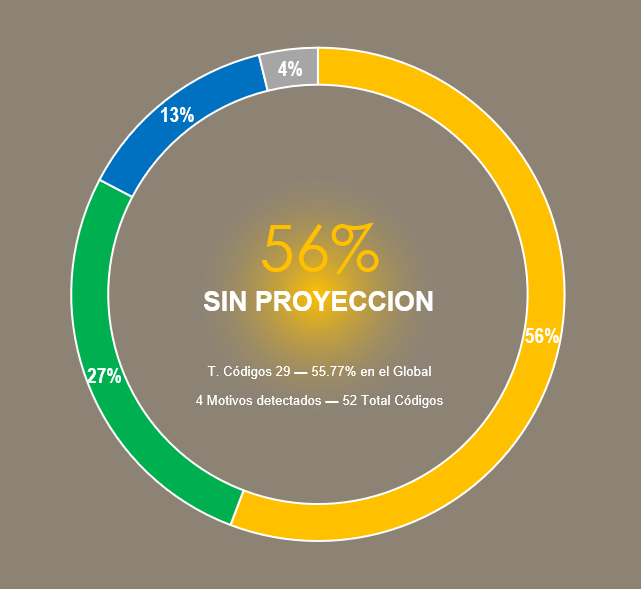 4%
13%
56%
SIN PROYECCION
56%
T. Códigos 29 — 55.77% en el Global
27%
4 Motivos detectados — 52 Total Códigos